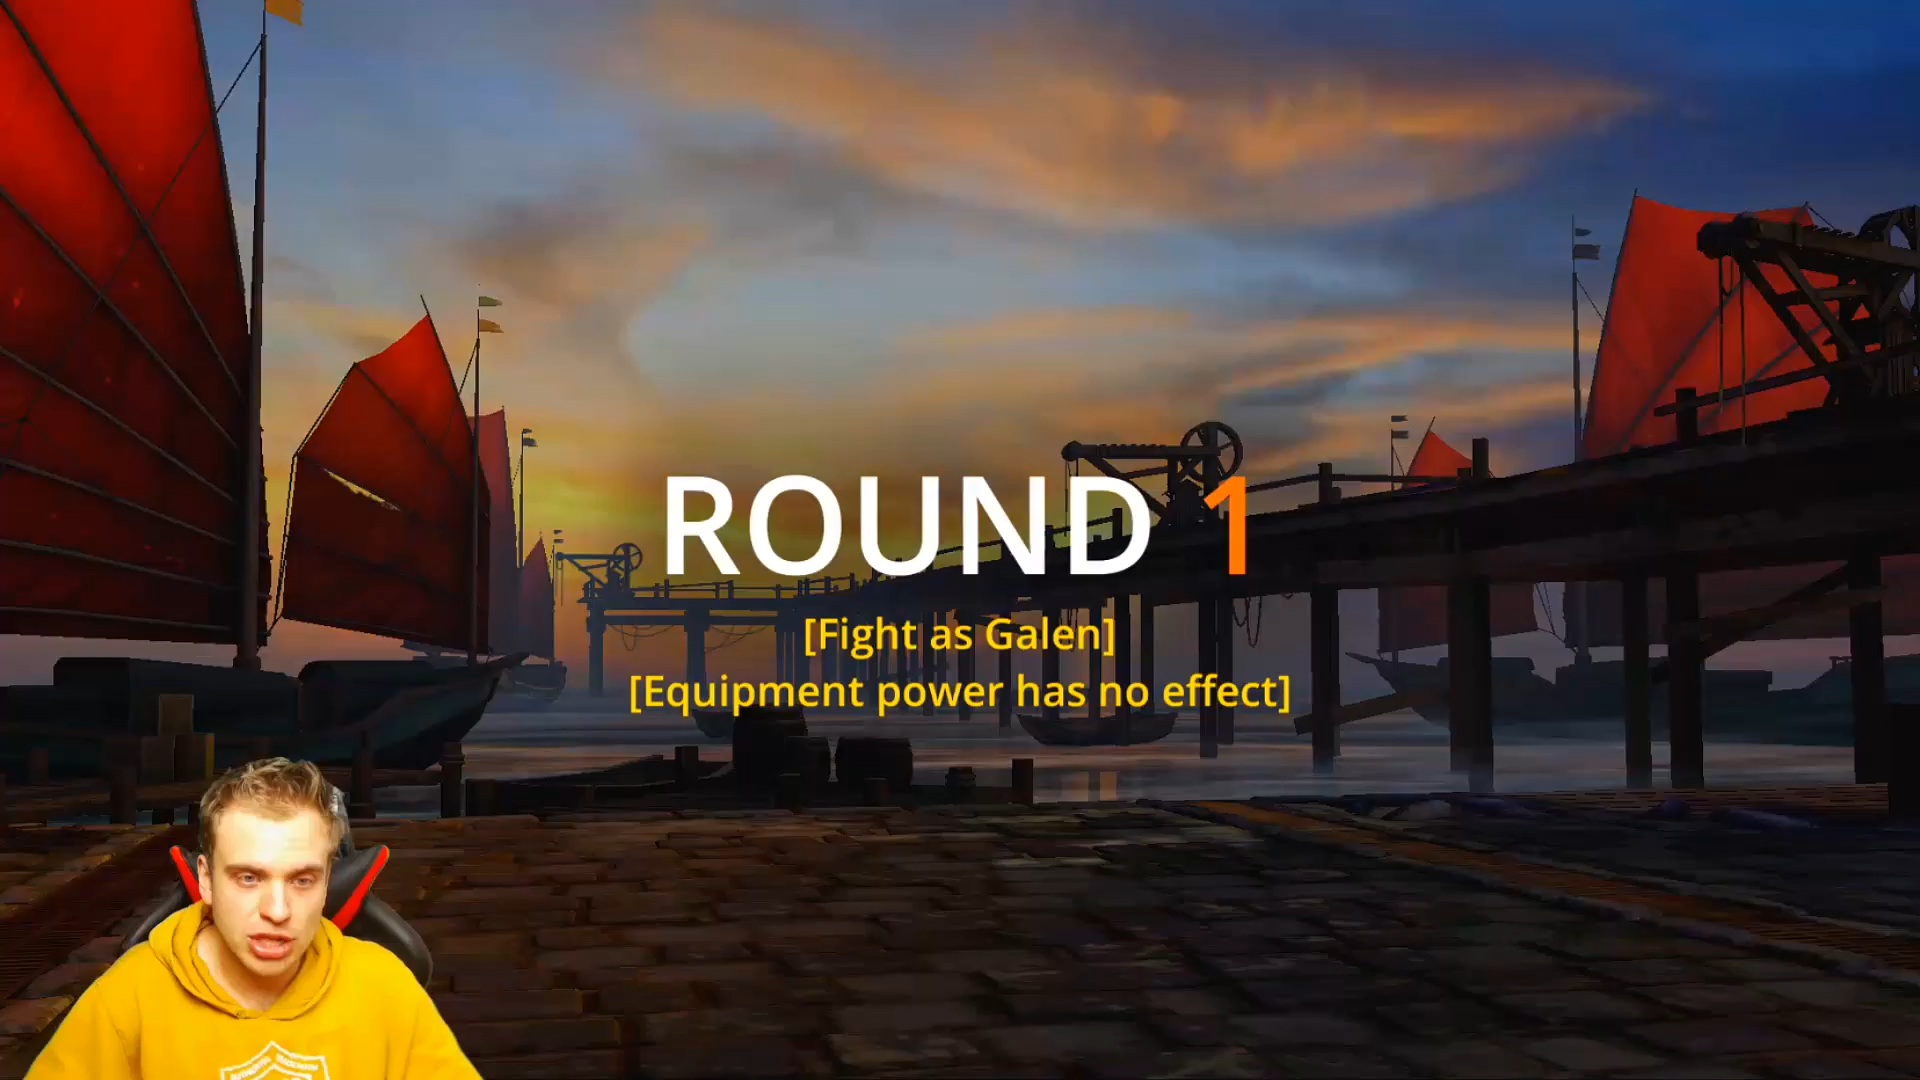 ROUND 1
[Fight as Galen]
[Equipment power has no effect]